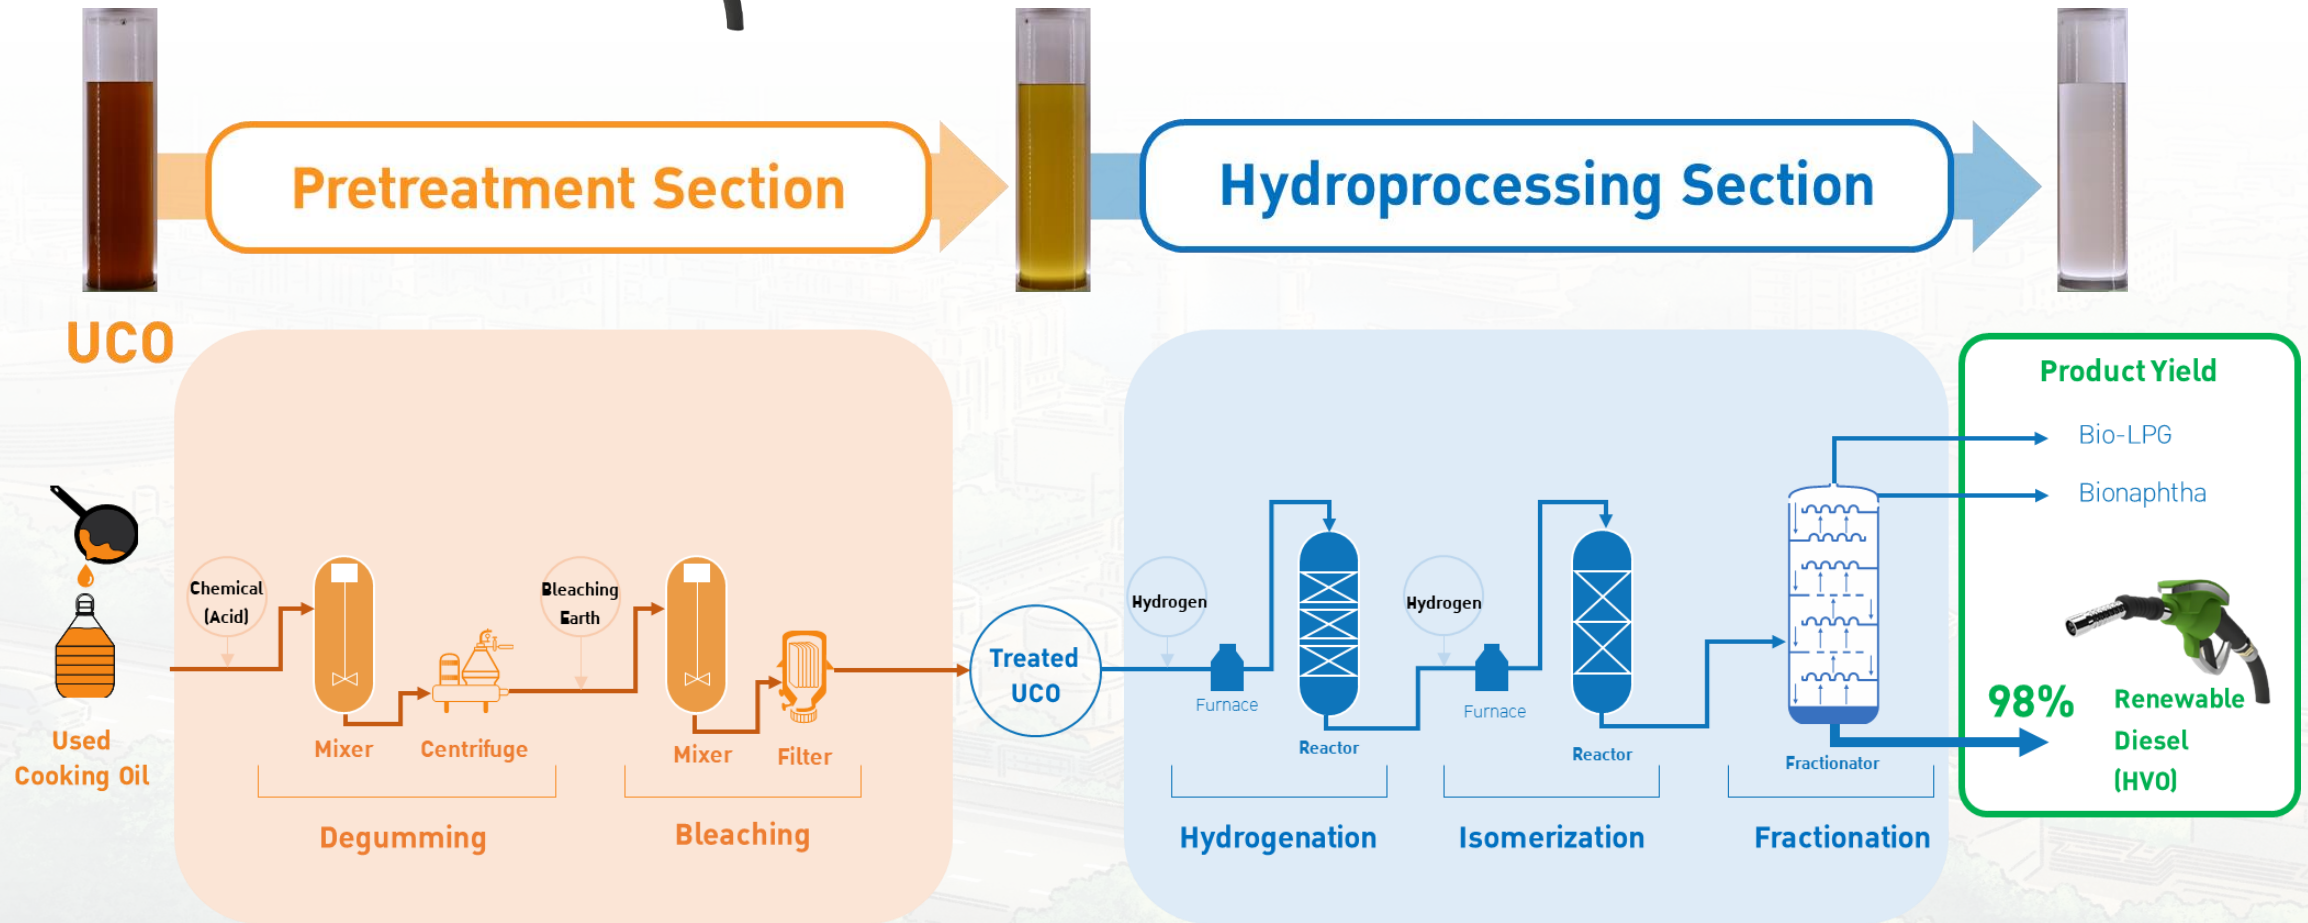 Pretreatment Section
Hydroprocessing Section
UCO
Used
Cooking Oil
Chemical
(Acid)
Mixer
Centrifuge
Degumming
Bleaching
Earth
Mixer
Filter
Bleaching
Treated
UCO
Hydrogen
Furnace
Reactor
Hydrogenation
Hydrogen
Furnace
Reactor
Isomerization
Fractionator
Fractionation
Product Yield
Bio-LPG
Bionaphtha
98%
Renewable
Diesel
(HVO)